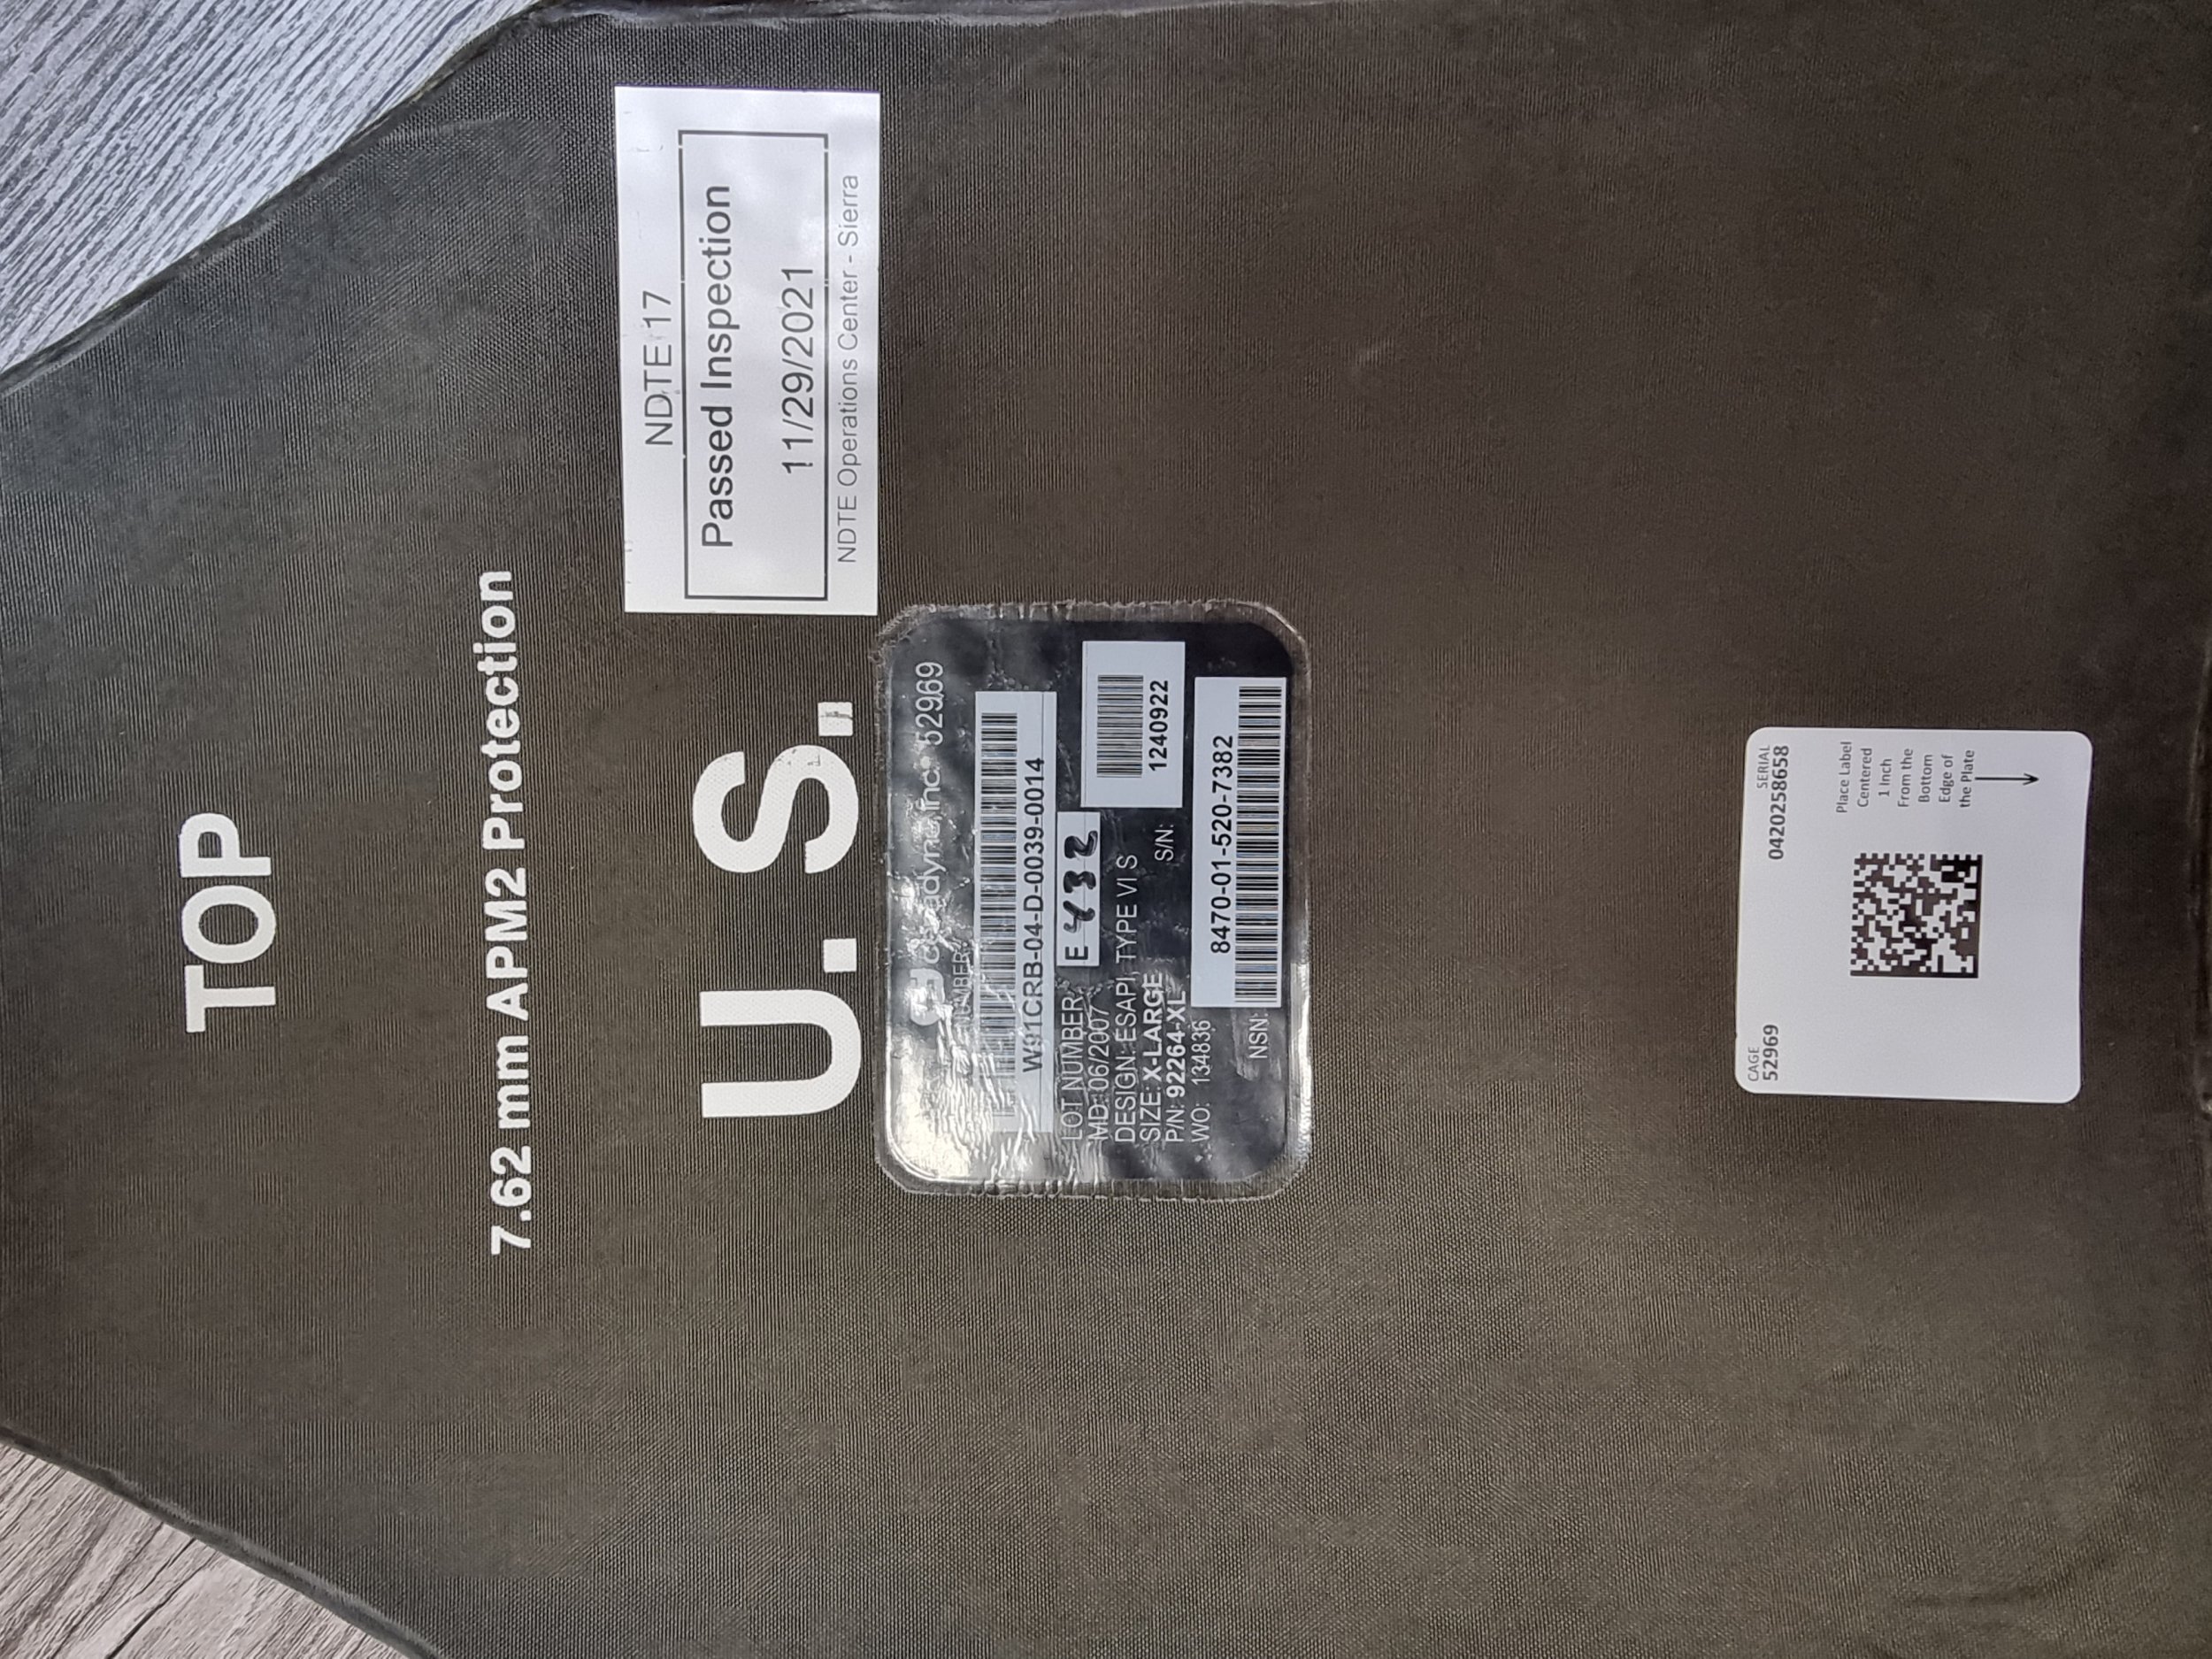 TOP
7.62 mm APM2 Protection
NDTE 17
Passed Inspection
11/29/2021
NDTE Operations Center - Sierra
U. S.
Inc. 52969
W91CRB-04-D-0039-0014
LOT NUMBER: E 432
MD: 06/2007
DESIGN: ESAPI, TYPE VI S
SIZE: X-LARGE
P/N: 92264-XL S/N: 1240922
WO: 134836
NSN: 8470-01-520-7382
CAGE
52969
SERIAL
0420258658
Place Label
Centered
1 Inch
From the
Bottom
Edge of
the Plate